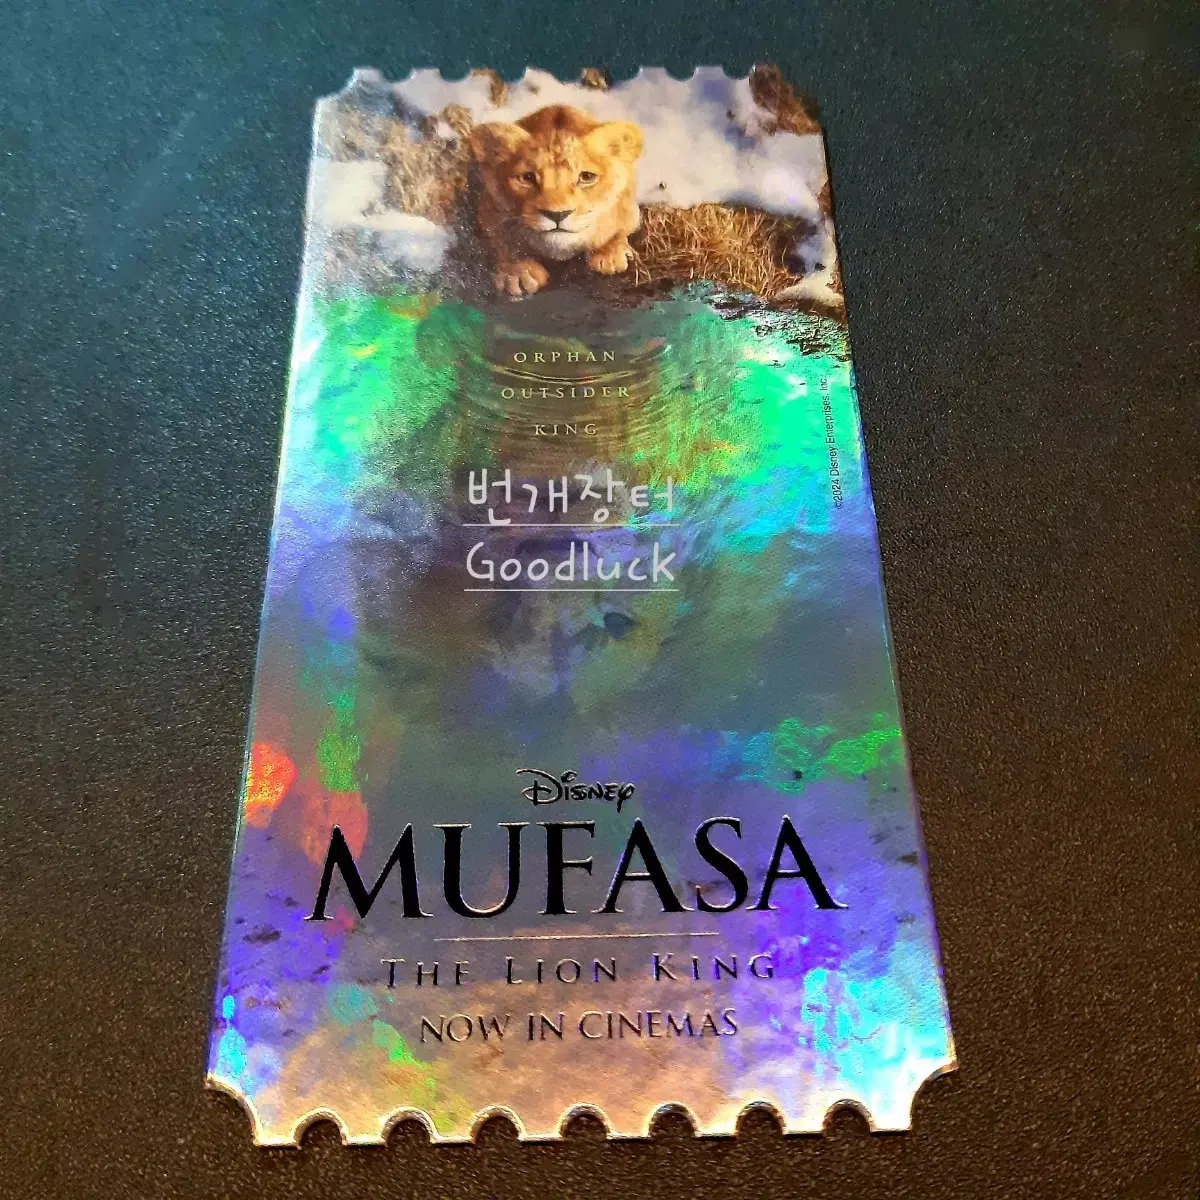 ORPHAN
OUTSIDER
KING
©2024 Disney Enterprises, Inc.
번개장터
Goodluck
DISNEY
MUFASA
THE LION KING
NOW IN CINEMAS